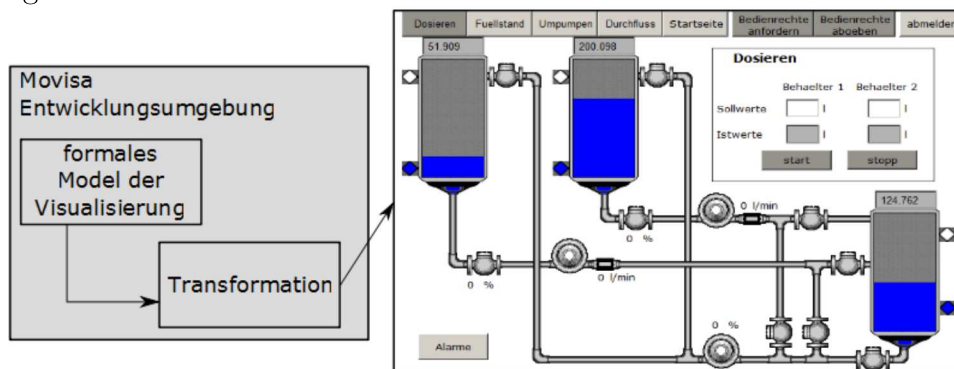 Movisa
Entwicklungsumgebung
formales
Model der
Visualisierung
Transformation
Dosieren Fuellstand Umpumpen Durchfluss Startseite Bedienrechte anfordern Bedienrechte abgeben abmelden
51.909 200.098
Dosieren
Behaelter 1 Behaelter 2
Sollwerte l l
Istwerte l l
start stopp
124.762
0 l/min
0 %
0 %
0 l/min
0 %
Alarme